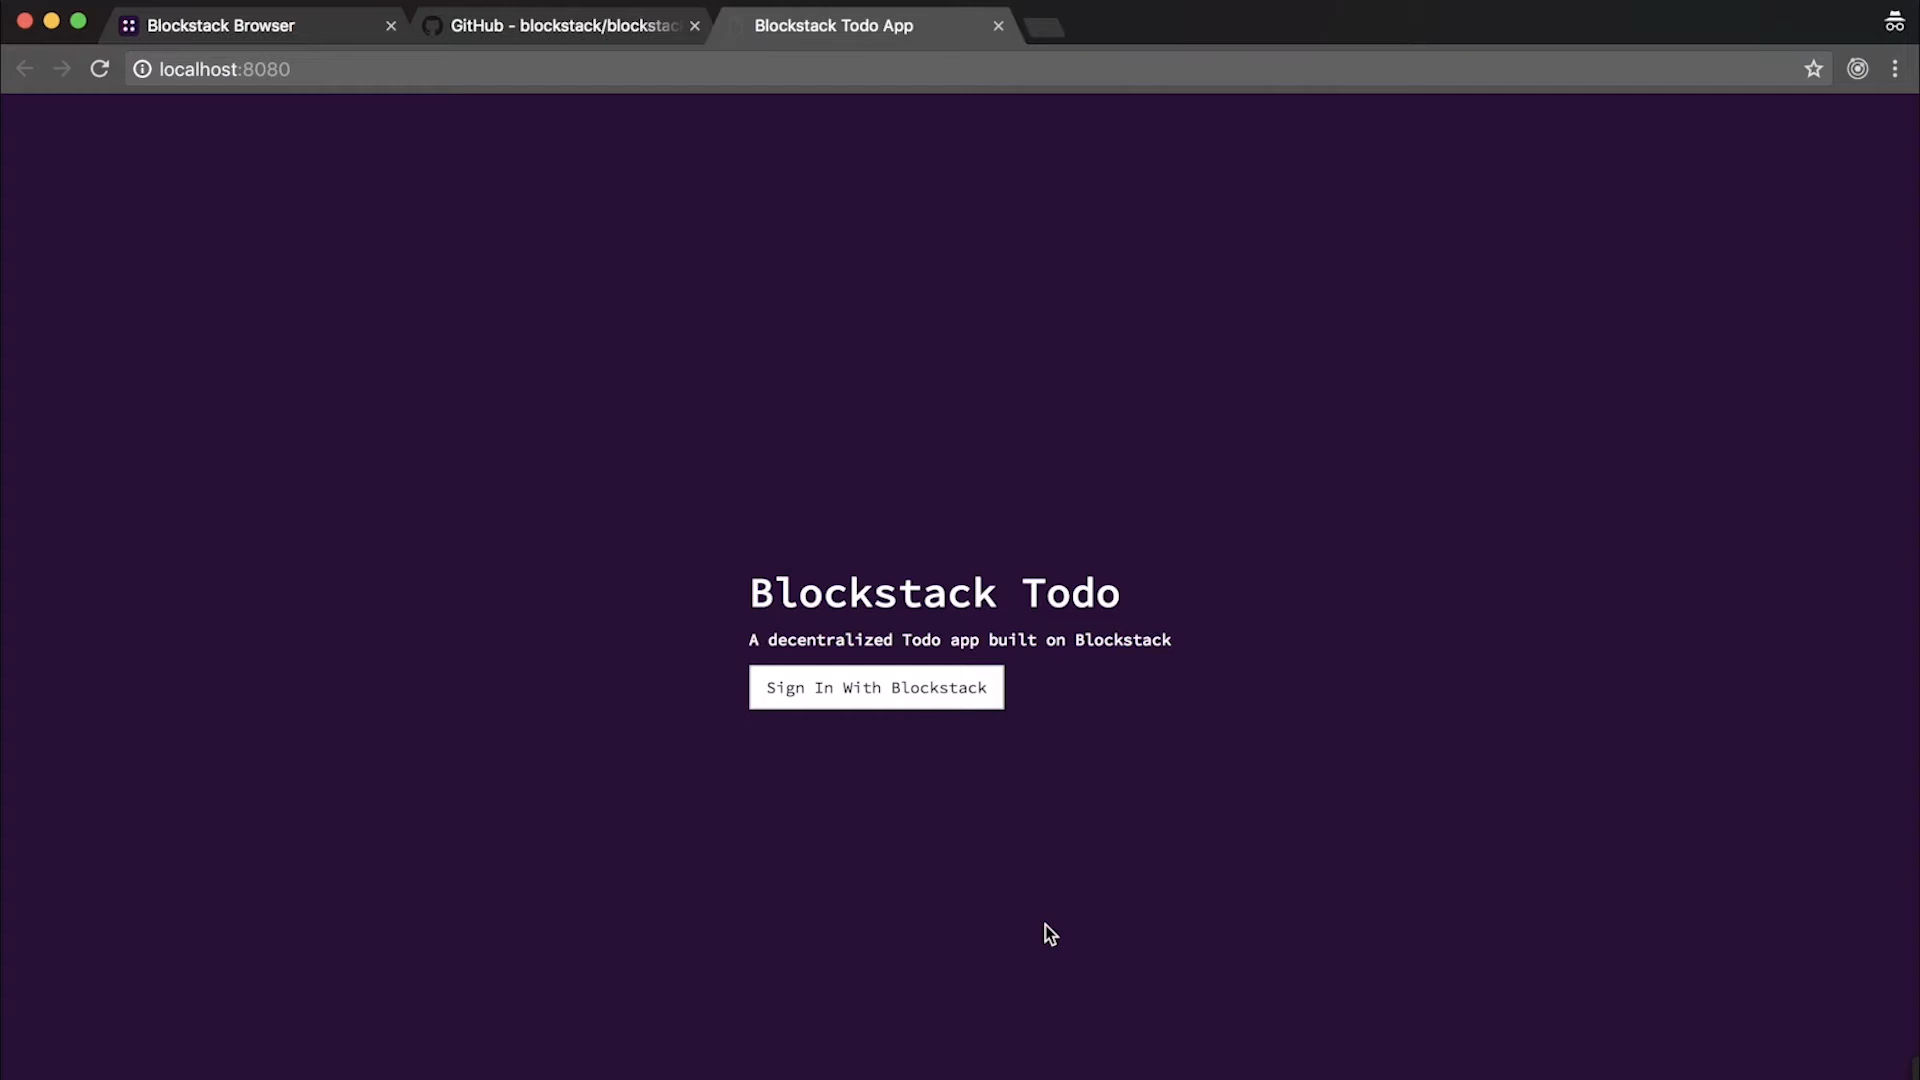 Blockstack Browser
GitHub - blockstack/blockstac
Blockstack Todo App
localhost:8080
Blockstack Todo
A decentralized Todo app built on Blockstack
Sign In With Blockstack